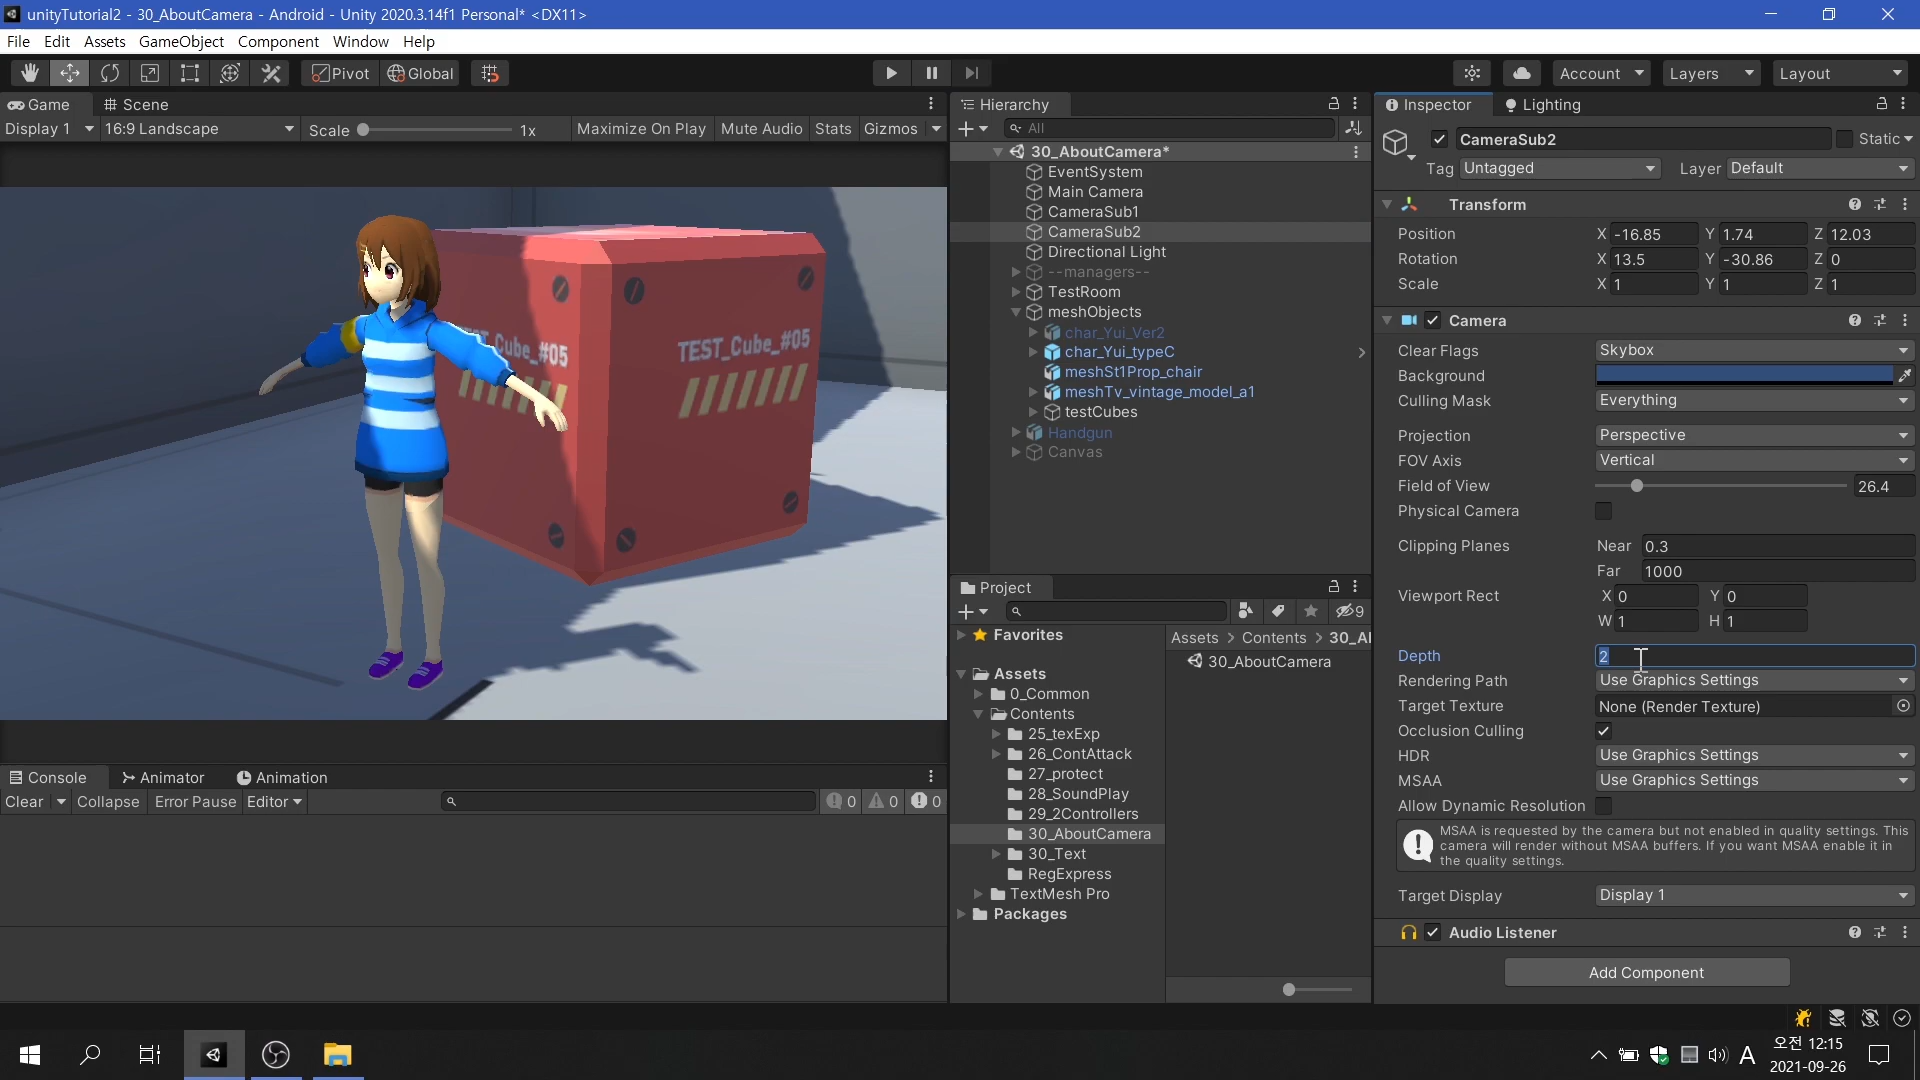 unityTutorial2 - 30_AboutCamera - Android - Unity 2020.3.14f1 Personal* <DX11>
File Edit Assets GameObject Component Window Help
Pivot Global Account Layers Layout
Game Scene
Display 1 16:9 Landscape Scale 1x Maximize On Play Mute Audio Stats Gizmos
TEST_Cube_#05
TEST_Cube_#05
Console Animator Animation
Clear Collapse Error Pause Editor 0 0 0
Hierarchy
All
30_AboutCamera*
EventSystem
Main Camera
CameraSub1
CameraSub2
Directional Light
--managers--
TestRoom
meshObjects
char_Yui_Ver2
char_Yui_typeC
meshSt1Prop_chair
meshTv_vintage_model_a1
testCubes
Handgun
Canvas
Project
9
Favorites
Assets
0_Common
Contents
25_texExp
26_ContAttack
27_protect
28_SoundPlay
29_2Controllers
30_AboutCamera
30_Text
RegExpress
TextMesh Pro
Packages
Assets > Contents > 30_Al
30_AboutCamera
Inspector Lighting
CameraSub2 Static
Tag Untagged Layer Default
Transform
Position X -16.85 Y 1.74 Z 12.03
Rotation X 13.5 Y -30.86 Z 0
Scale X 1 Y 1 Z 1
Camera
Clear Flags Skybox
Background
Culling Mask Everything
Projection Perspective
FOV Axis Vertical
Field of View 26.4
Physical Camera
Clipping Planes Near 0.3
Far 1000
Viewport Rect X 0 Y 0
W 1 H 1
Depth 2
Rendering Path Use Graphics Settings
Target Texture None (Render Texture)
Occlusion Culling
HDR Use Graphics Settings
MSAA Use Graphics Settings
Allow Dynamic Resolution
MSAA is requested by the camera but not enabled in quality settings. This
camera will render without MSAA buffers. If you want MSAA enable it in
the quality settings.
Target Display Display 1
Audio Listener
Add Component
A 오전 12:15
2021-09-26